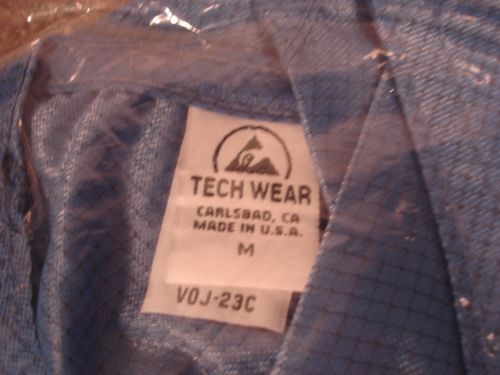 TECH WEAR
CARLSBAD, CA
MADE IN U.S.A.
M
VOJ-23C